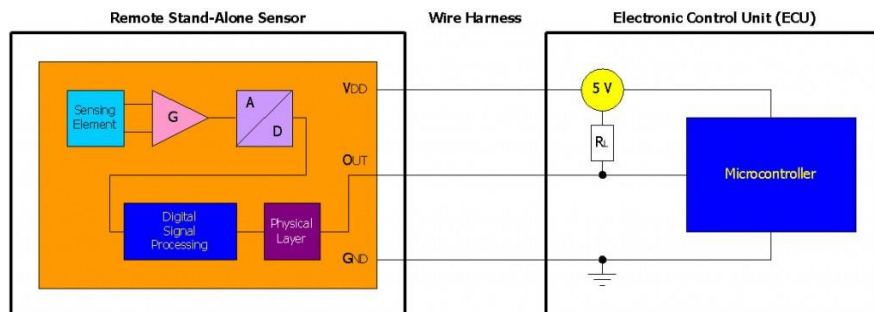 Remote Stand-Alone Sensor
Wire Harness
Electronic Control Unit (ECU)
VDD
5 V
Sensing
Element
G
A
D
RL
OUT
Microcontroller
Digital
Signal
Processing
Physical
Layer
GND